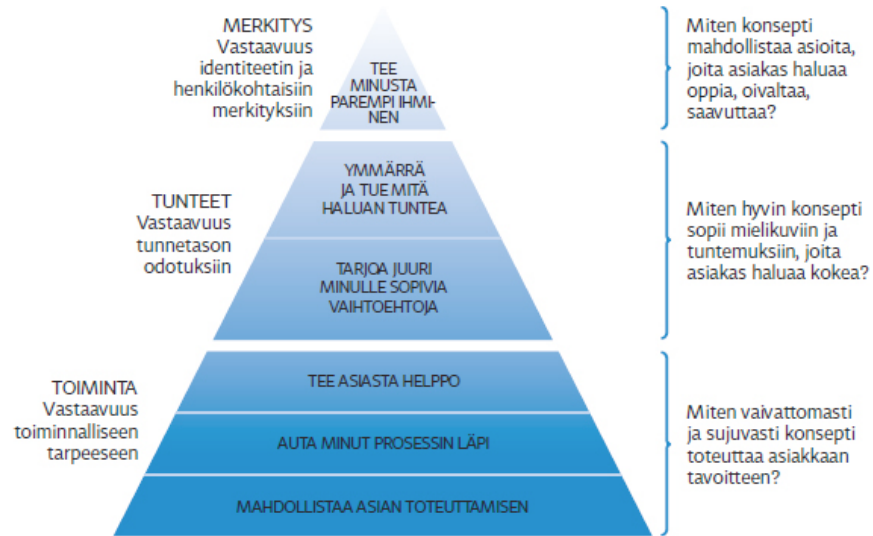 MERKITYS
Vastaavuus
identiteetin ja
henkilökohtaisiin
merkityksiin
TEE
MINUSTA
PAREMPI IHMI-
NEN
Miten konsepti
mahdollistaa asioita,
joita asiakas haluaa
oppia, oivaltaa,
saavuttaa?
TUNTEET
Vastaavuus
tunnetason
odotuksiin
YMMÄRRÄ
JA TUE MITÄ
HALUAN TUNTEA
TARJOA JUURI
MINULLE SOPIVIA
VAIHTOEHTOJA
Miten hyvin konsepti
sopii mielikuviin ja
tuntemuksiin, joita
asiakas haluaa kokea?
TOIMINTA
Vastaavuus
toiminnalliseen
tarpeeseen
TEE ASIASTA HELPPO
AUTA MINUT PROSESSIN LÄPI
MAHDOLLISTAA ASIAN TOTEUTTAMISEN
Miten vaivattomasti
ja sujuvasti konsepti
toteuttaa asiakkaan
tavoitteen?